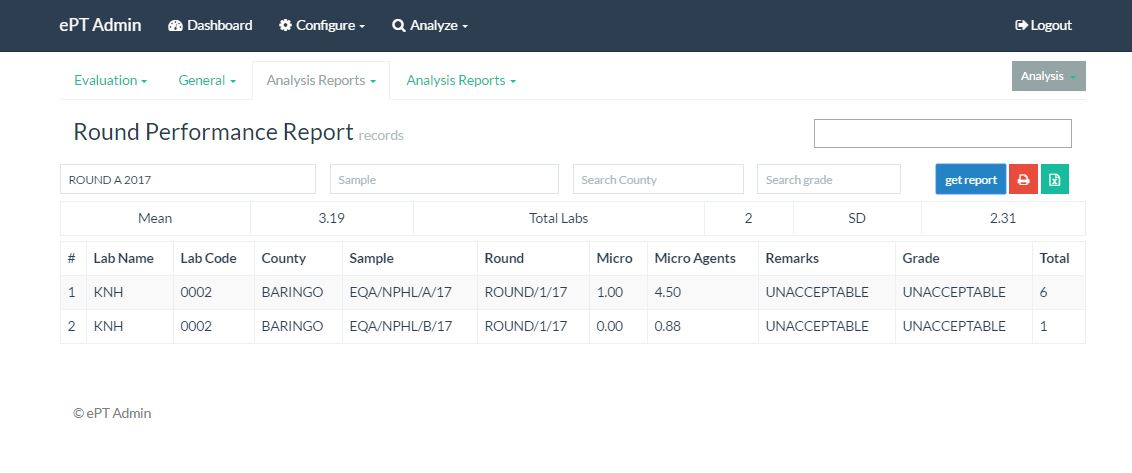 ePT Admin Dashboard Configure Analyze Logout
Evaluation General Analysis Reports Analysis Reports Analysis
Round Performance Report records
ROUND A 2017 Sample Search County Search grade get report
Mean 3.19 Total Labs 2 SD 2.31
# Lab Name Lab Code County Sample Round Micro Micro Agents Remarks Grade Total
1 KNH 0002 BARINGO EQA/NPHL/A/17 ROUND/1/17 1.00 4.50 UNACCEPTABLE UNACCEPTABLE 6
2 KNH 0002 BARINGO EQA/NPHL/B/17 ROUND/1/17 0.00 0.88 UNACCEPTABLE UNACCEPTABLE 1
© ePT Admin